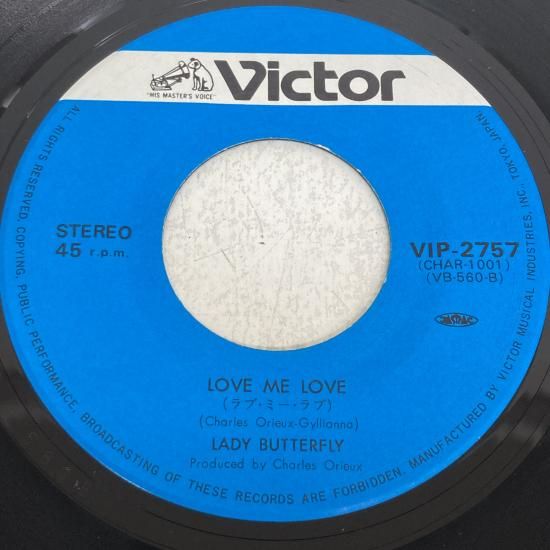 "HIS MASTER'S VOICE"
Victor
STEREO
45 r.p.m.
VIP-2757
(CHAR-1001)
(VB-560-B)
JASRAC
LOVE ME LOVE
(ラブ・ミー・ラブ)
(Charles Orieux-Gyllianna)
LADY BUTTERFLY
Produced by Charles Orieux
ALL RIGHTS RESERVED. COPYING, PUBLIC PERFORMANCE, BROADCASTING OF THESE RECORDS ARE FORBIDDEN. MANUFACTURED BY VICTOR MUSICAL INDUSTRIES, INC., TOKYO, JAPAN